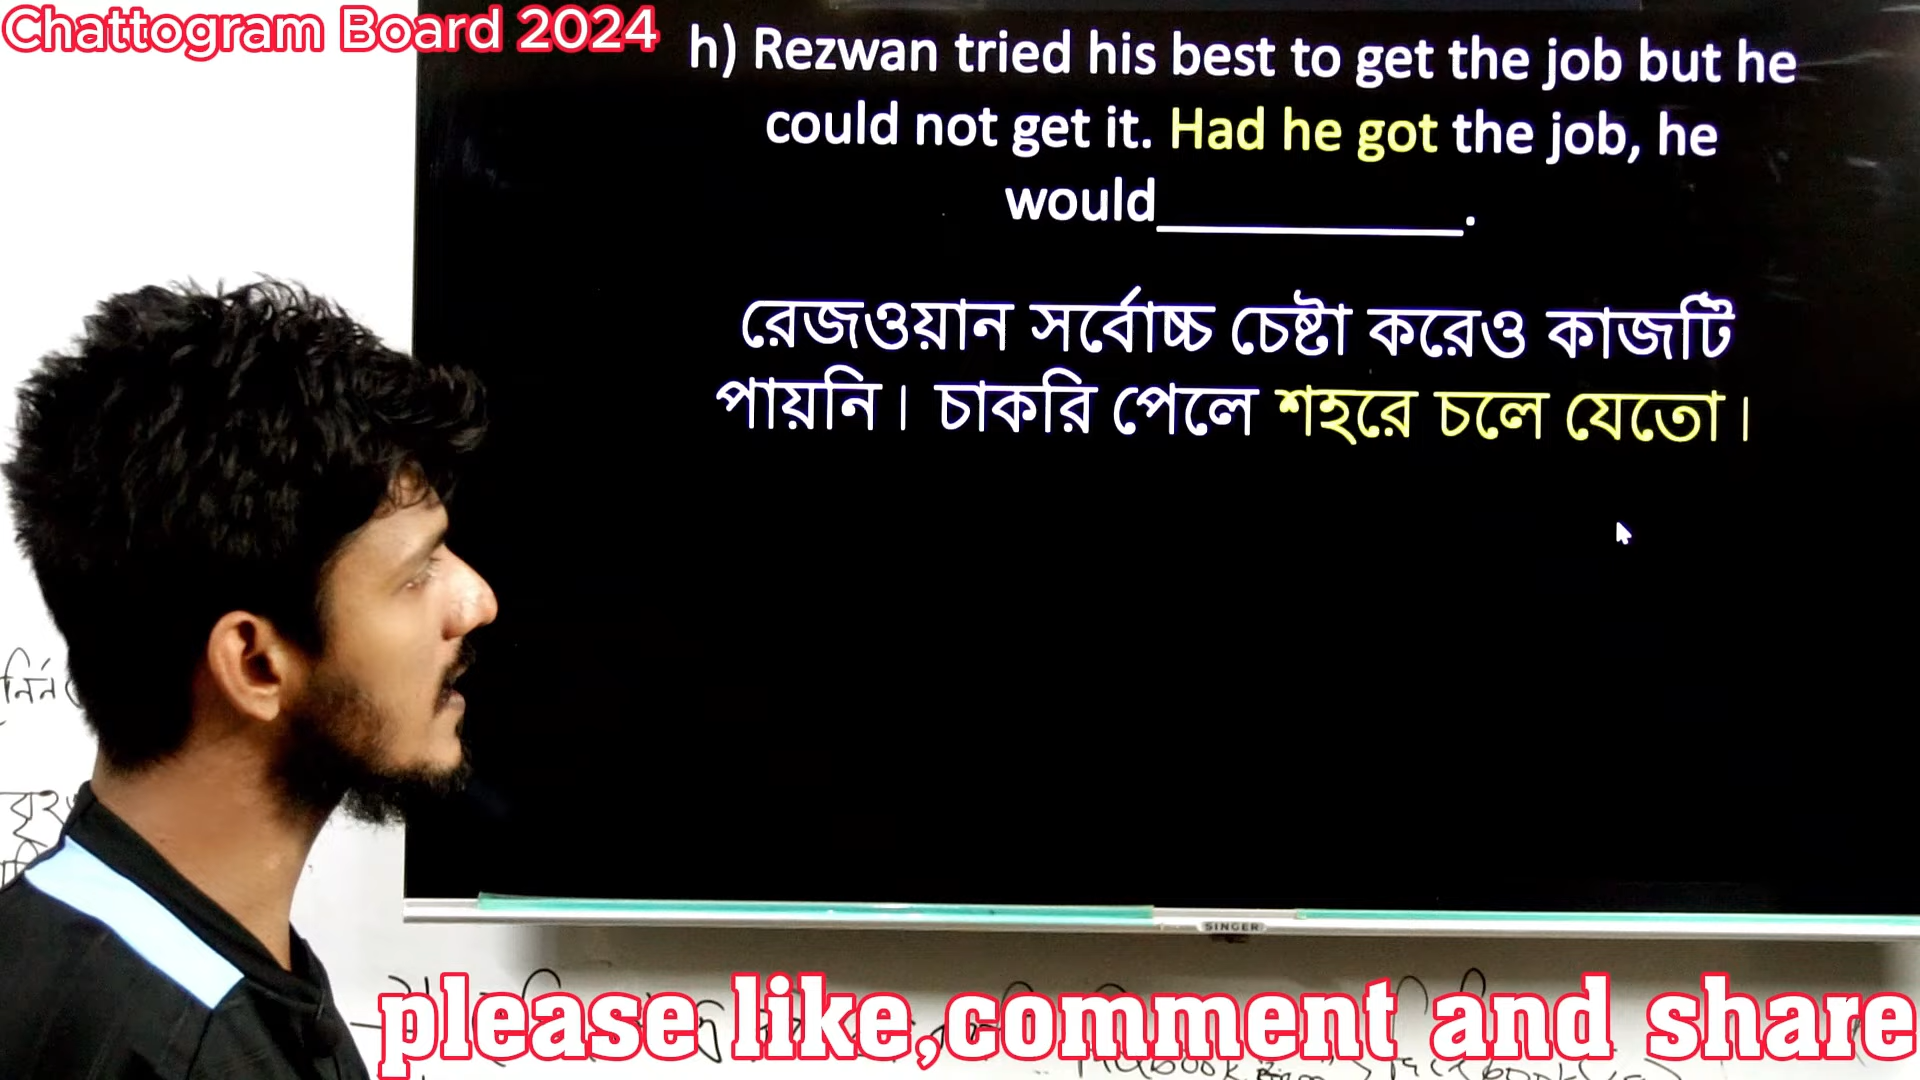 Chattogram Board 2024
h) Rezwan tried his best to get the job but he
could not get it. Had he got the job, he
would__________.
রেজওয়ান সর্বোচ্চ চেষ্টা করেও কাজটি
পায়নি। চাকরি পেলে শহরে চলে যেতো।
SINGER
please like,comment and share